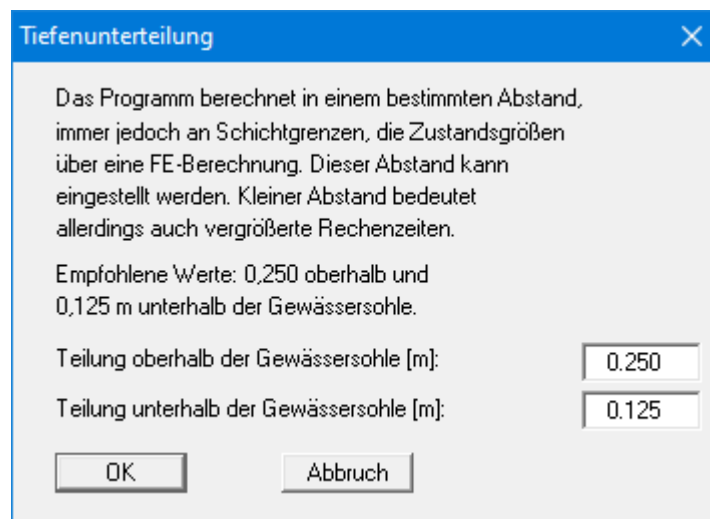 Tiefenunterteilung
Das Programm berechnet in einem bestimmten Abstand,
immer jedoch an Schichtgrenzen, die Zustandsgrößen
über eine FE-Berechnung. Dieser Abstand kann
eingestellt werden. Kleiner Abstand bedeutet
allerdings auch vergrößerte Rechenzeiten.
Empfohlene Werte: 0,250 oberhalb und
0,125 m unterhalb der Gewässersohle.
Teilung oberhalb der Gewässersohle [m]: 0.250
Teilung unterhalb der Gewässersohle [m]: 0.125
OK Abbruch